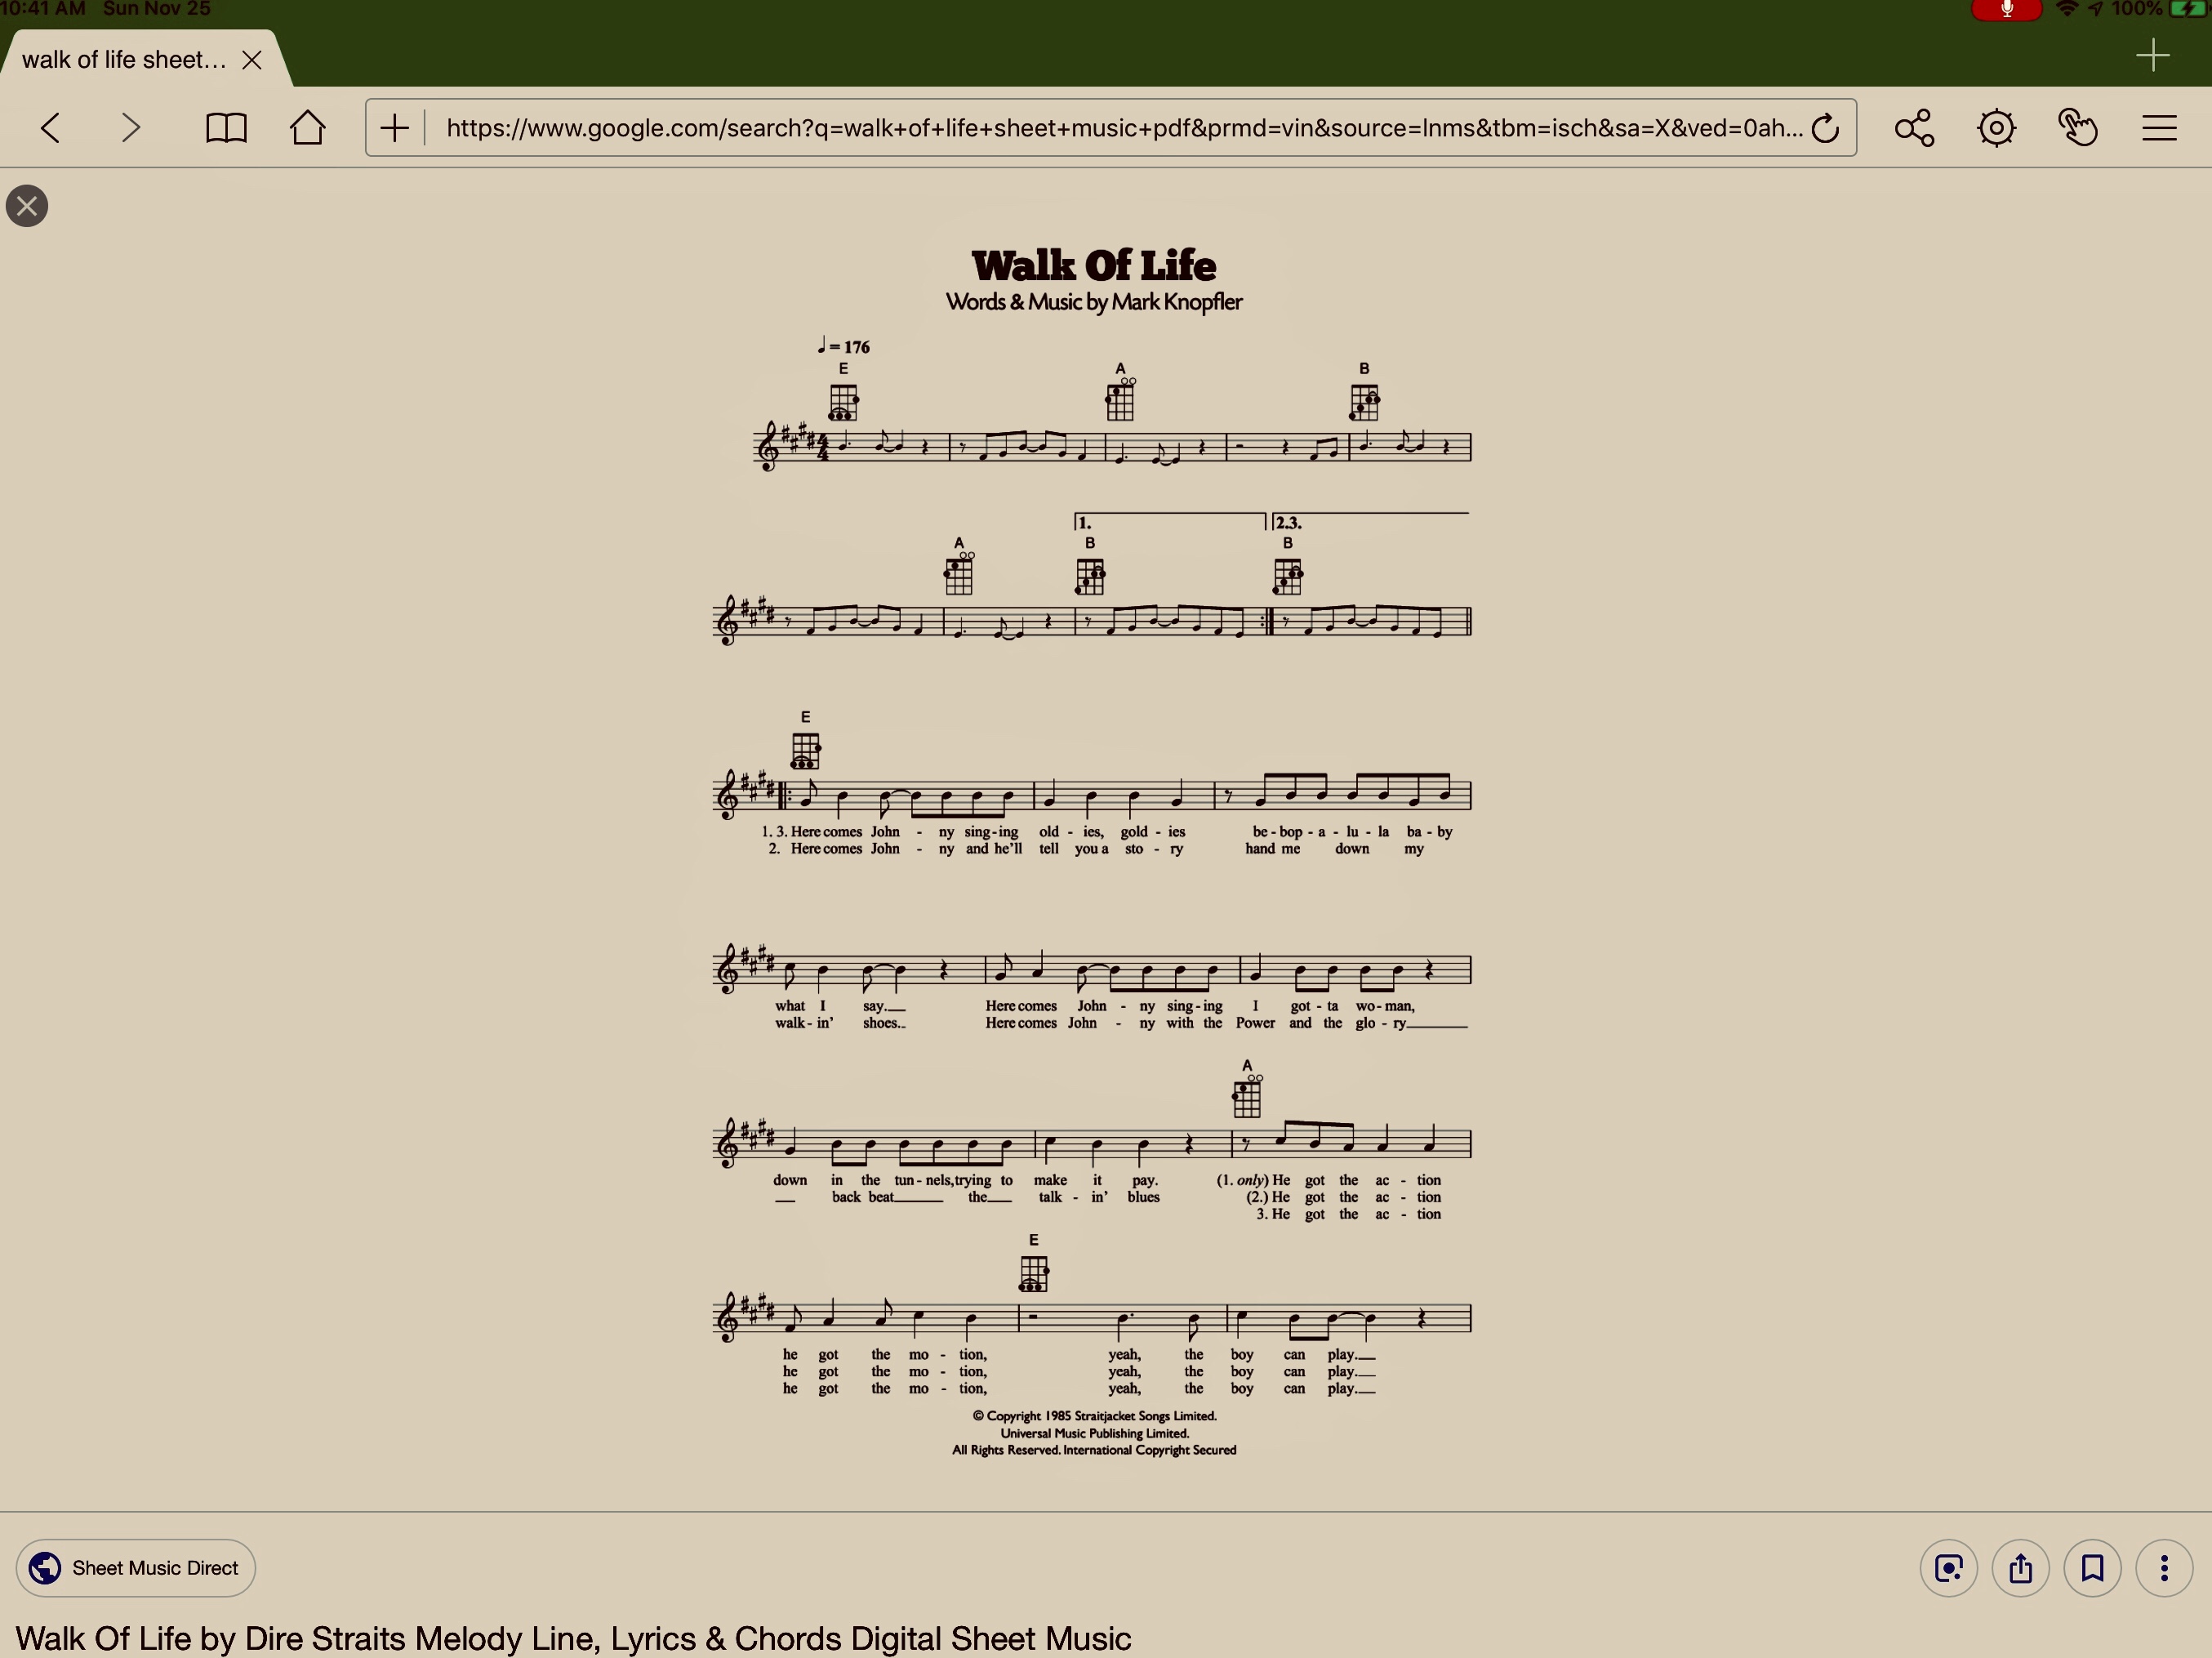 10:41 AM Sun Nov 25
100%
walk of life sheet...
https://www.google.com/search?q=walk+of+life+sheet+music+pdf&prmd=vin&source=lnms&tbm=isch&sa=X&ved=0ah...
Walk Of Life
Words & Music by Mark Knopfler
♩ = 176
E A B
4
4
1. 2.3.
A B B
E
1. 3. Here comes John - ny sing - ing old - ies, gold - ies be - bop - a - lu - la ba - by
2. Here comes John - ny and he'll tell you a sto - ry hand me down my
what I say.__ Here comes John - ny sing - ing I got - ta wo - man,
walk - in' shoes.. Here comes John - ny with the Power and the glo - ry______
A
down in the tun - nels, trying to make it pay. (1. only) He got the ac - tion
__ back beat_____ the__ talk - in' blues (2.) He got the ac - tion
3. He got the ac - tion
E
he got the mo - tion, yeah, the boy can play.__
he got the mo - tion, yeah, the boy can play.__
he got the mo - tion, yeah, the boy can play.__
© Copyright 1985 Straitjacket Songs Limited.
Universal Music Publishing Limited.
All Rights Reserved. International Copyright Secured
Sheet Music Direct
Walk Of Life by Dire Straits Melody Line, Lyrics & Chords Digital Sheet Music